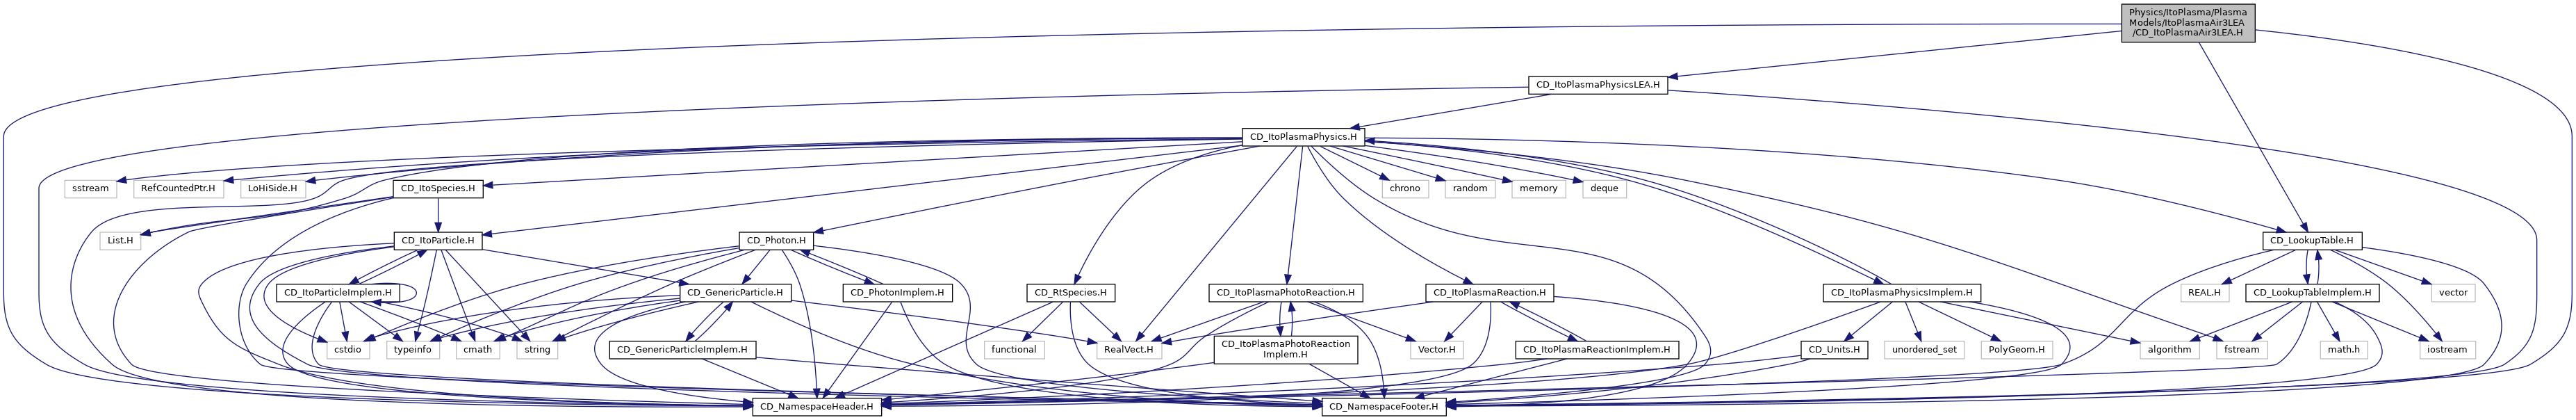 Physics/ItoPlasma/Plasma
Models/ItoPlasmaAir3LEA
/CD_ItoPlasmaAir3LEA.H
CD_ItoPlasmaPhysicsLEA.H
CD_ItoPlasmaPhysics.H
sstream
RefCountedPtr.H
LoHiSide.H
CD_ItoSpecies.H
chrono
random
memory
deque
List.H
CD_ItoParticle.H
CD_Photon.H
CD_LookupTable.H
CD_ItoParticleImplem.H
CD_GenericParticle.H
CD_PhotonImplem.H
CD_RtSpecies.H
CD_ItoPlasmaPhotoReaction.H
CD_ItoPlasmaReaction.H
CD_ItoPlasmaPhysicsImplem.H
REAL.H
CD_LookupTableImplem.H
vector
cstdio
typeinfo
cmath
string
CD_GenericParticleImplem.H
functional
RealVect.H
CD_ItoPlasmaPhotoReaction
Implem.H
Vector.H
CD_ItoPlasmaReactionImplem.H
CD_Units.H
unordered_set
PolyGeom.H
algorithm
fstream
math.h
iostream
CD_NamespaceHeader.H
CD_NamespaceFooter.H